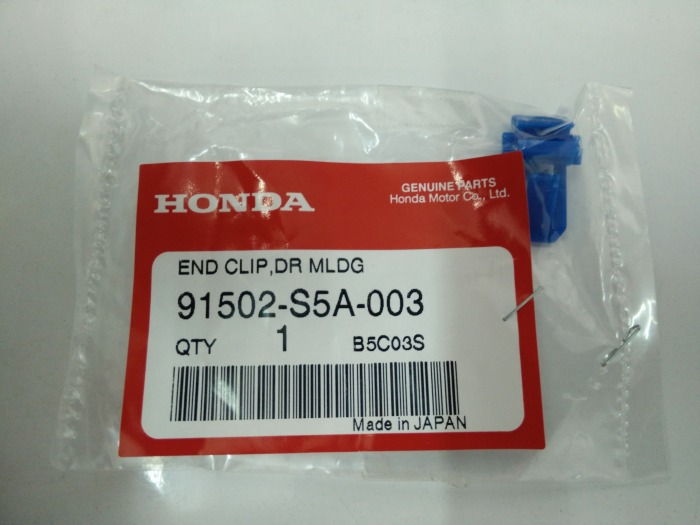 HONDA
GENUINE PARTS
Honda Motor Co., Ltd.
END CLIP,DR MLDG
91502-S5A-003
QTY 1 B5C03S
Made in JAPAN